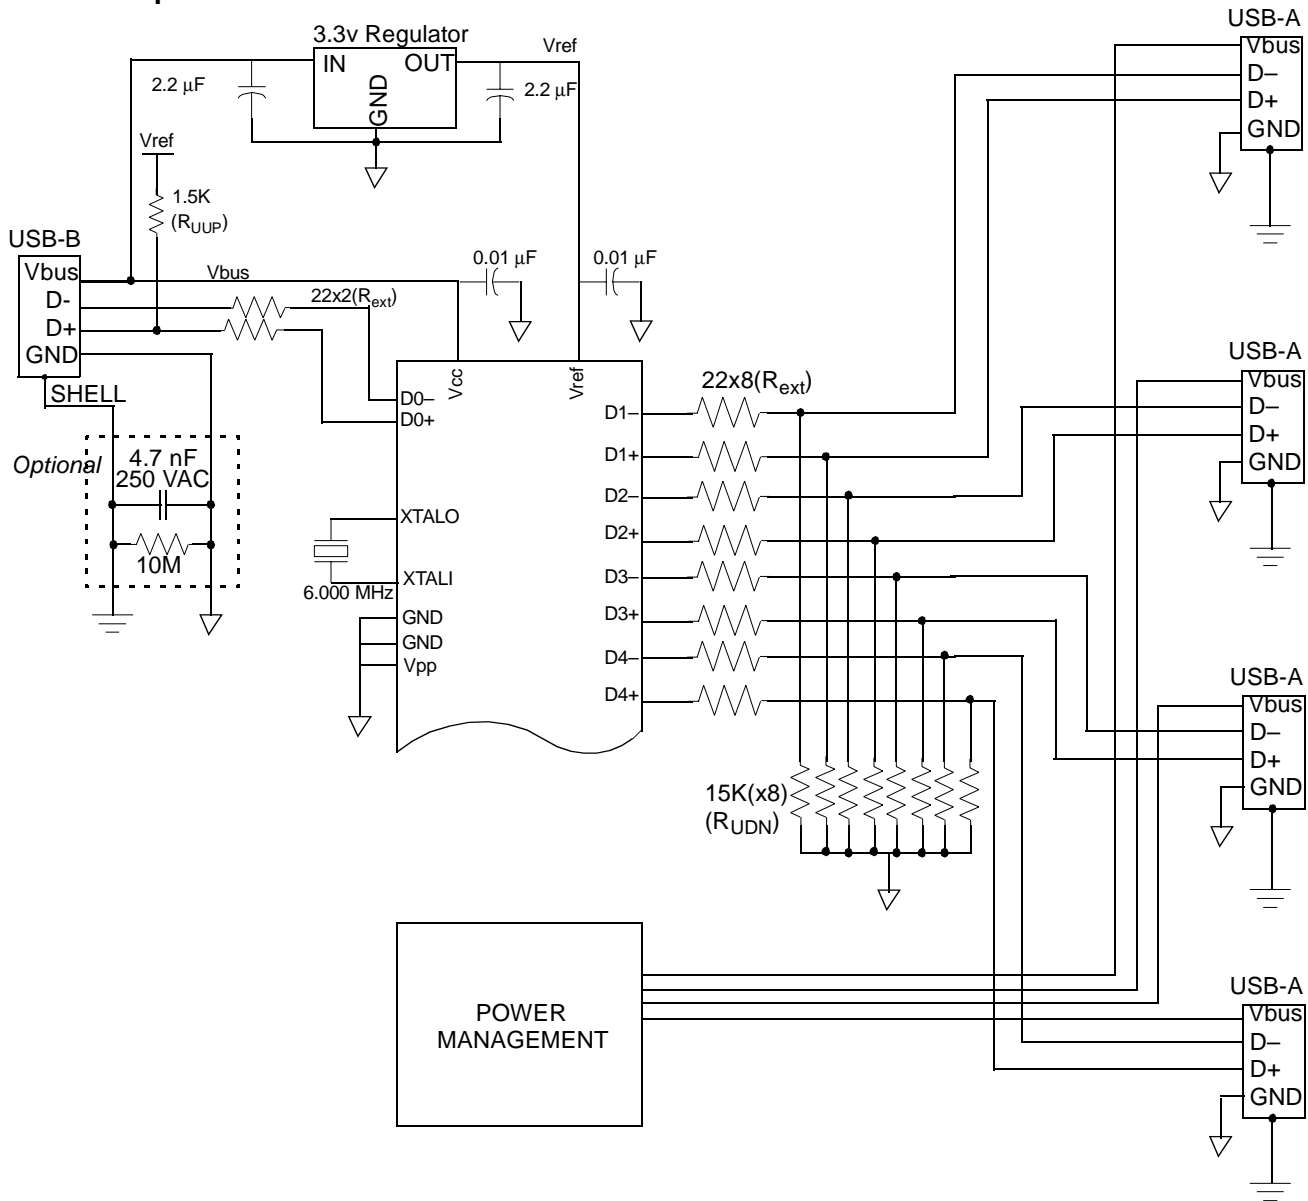 USB-A
3.3v Regulator
IN
OUT
GND
Vref
2.2 μF
2.2 μF
Vbus
D–
D+
GND
Vref
1.5K
(RUUP)
USB-B
Vbus
D-
D+
GND
SHELL
Vbus
22x2(Rext)
0.01 μF
0.01 μF
Optional
4.7 nF
250 VAC
10M
D0–
D0+
Vcc
Vref
XTALO
XTALI
6.000 MHz
GND
GND
Vpp
D1–
D1+
D2–
D2+
D3–
D3+
D4–
D4+
22x8(Rext)
15K(x8)
(RUDN)
USB-A
Vbus
D–
D+
GND
USB-A
Vbus
D–
D+
GND
POWER
MANAGEMENT
USB-A
Vbus
D–
D+
GND